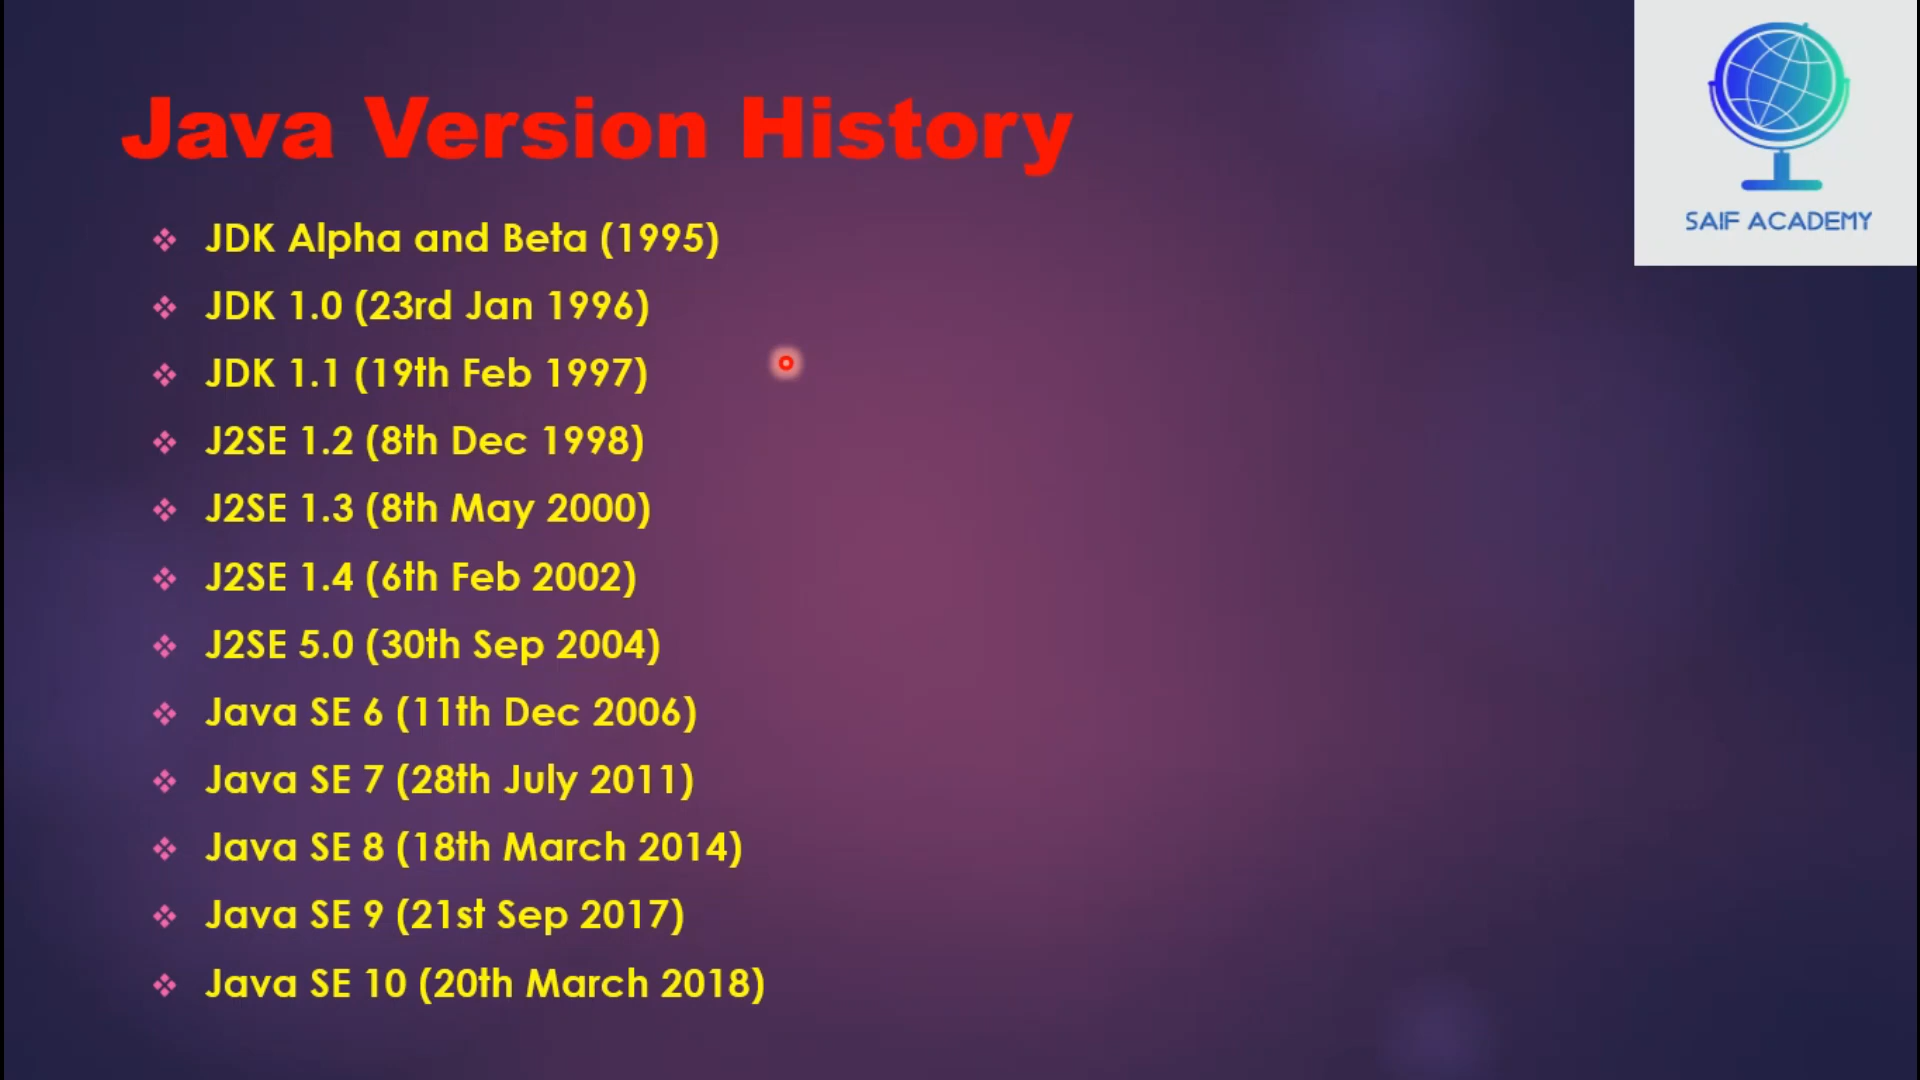 Java Version History
SAIF ACADEMY
JDK Alpha and Beta (1995)
JDK 1.0 (23rd Jan 1996)
JDK 1.1 (19th Feb 1997)
J2SE 1.2 (8th Dec 1998)
J2SE 1.3 (8th May 2000)
J2SE 1.4 (6th Feb 2002)
J2SE 5.0 (30th Sep 2004)
Java SE 6 (11th Dec 2006)
Java SE 7 (28th July 2011)
Java SE 8 (18th March 2014)
Java SE 9 (21st Sep 2017)
Java SE 10 (20th March 2018)